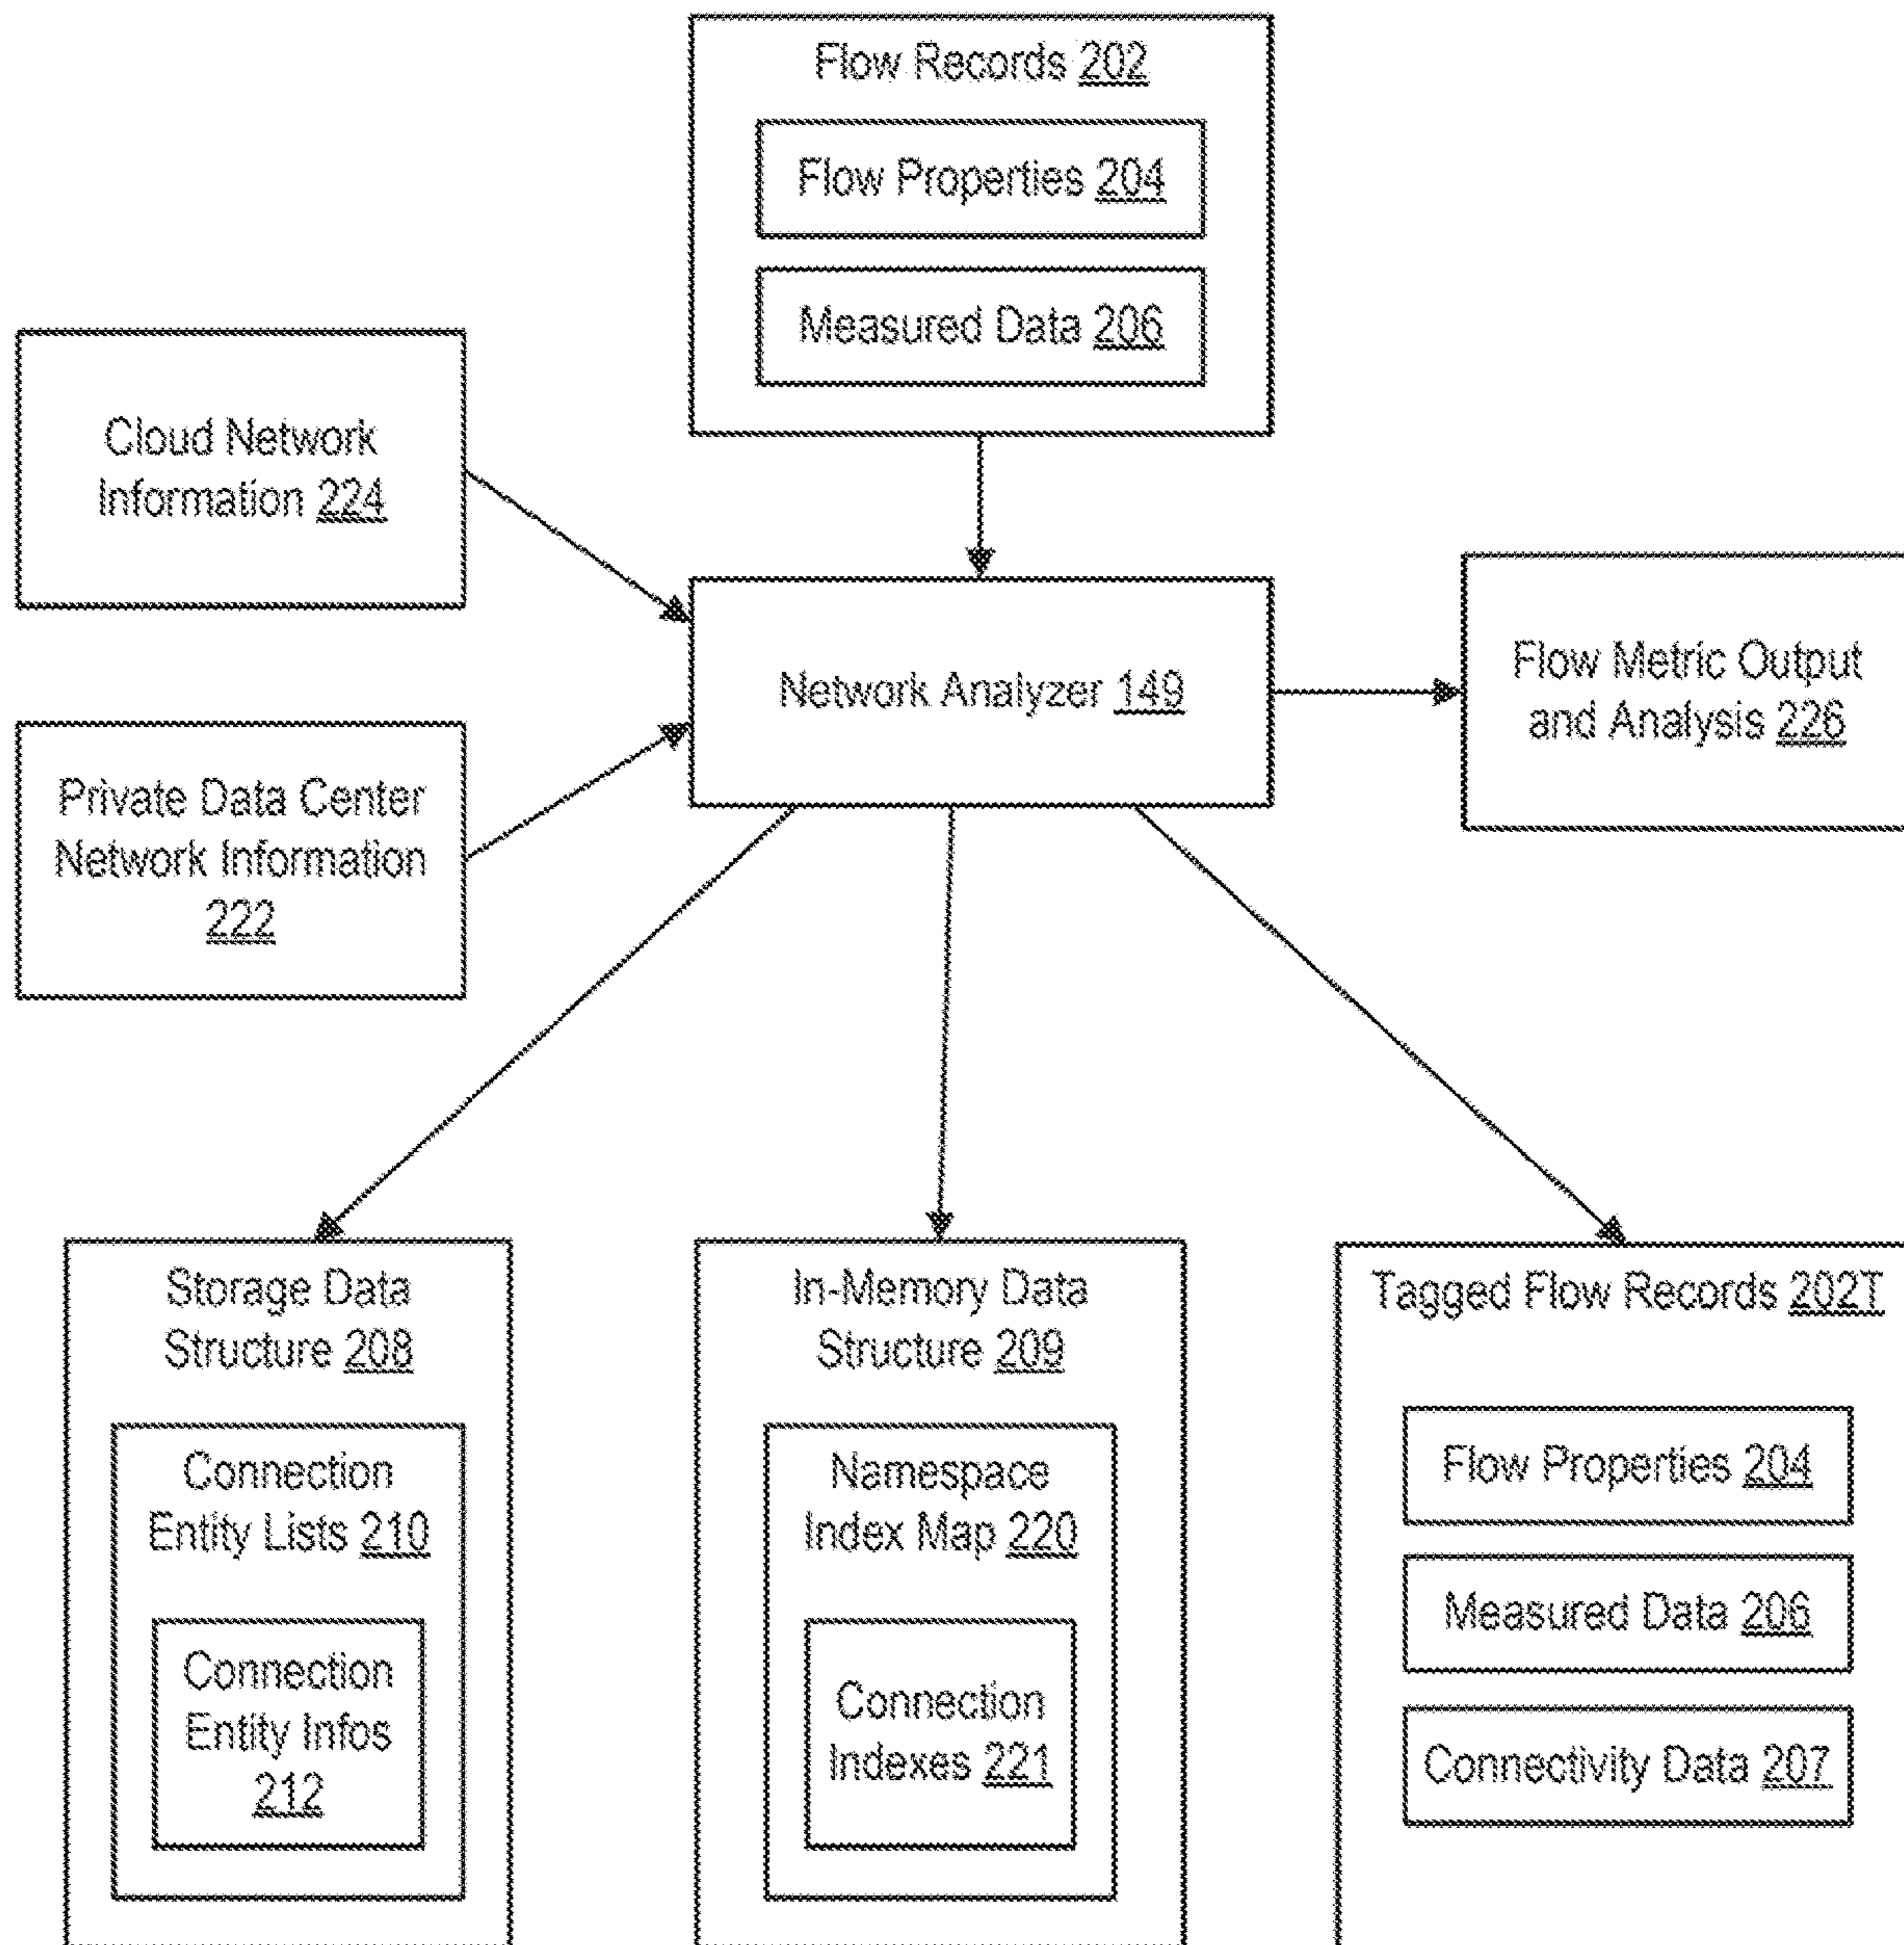 Flow Records 202
Flow Properties 204
Measured Data 206
Cloud Network
Information 224
Network Analyzer 149
Flow Metric Output
and Analysis 226
Private Data Center
Network Information
222
Storage Data
Structure 208
Connection
Entity Lists 210
Connection
Entity Infos
212
In-Memory Data
Structure 209
Namespace
Index Map 220
Connection
Indexes 221
Tagged Flow Records 202T
Flow Properties 204
Measured Data 206
Connectivity Data 207